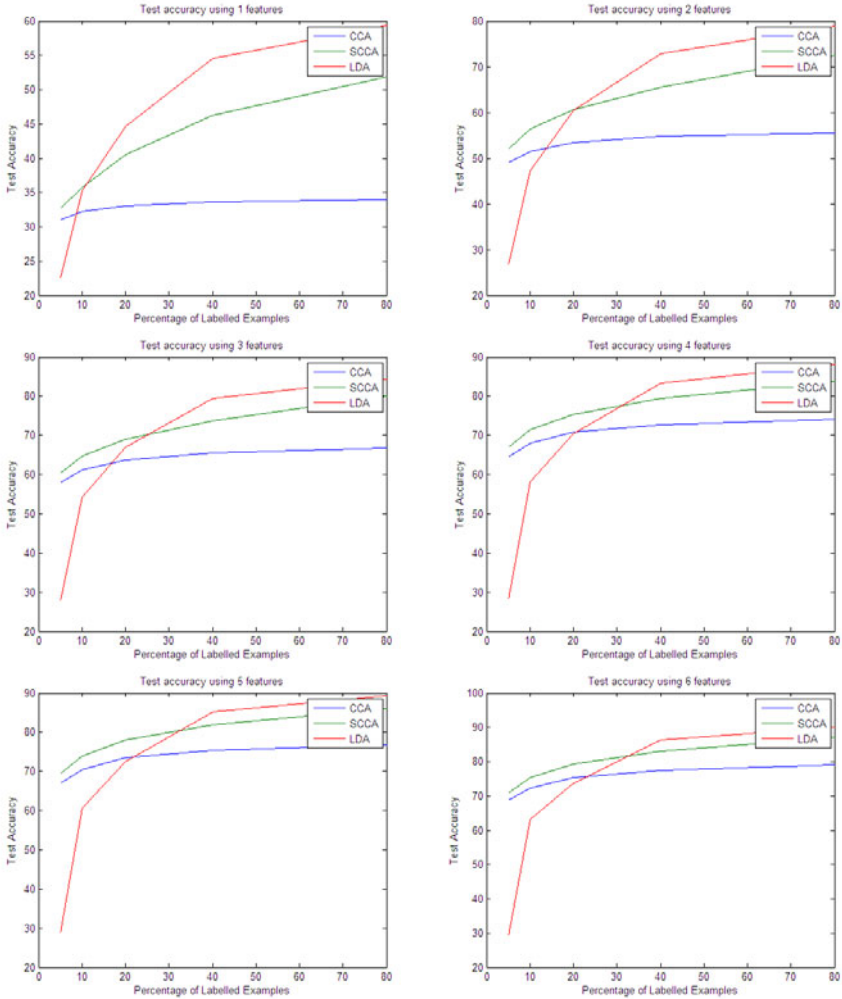 Test accuracy using 1 features
Test Accuracy
60
55
50
45
40
35
30
25
20
0 10 20 30 40 50 60 70 80
Percentage of Labelled Examples
CCA
SCCA
LDA
Test accuracy using 2 features
Test Accuracy
80
70
60
50
40
30
20
0 10 20 30 40 50 60 70 80
Percentage of Labelled Examples
CCA
SCCA
LDA
Test accuracy using 3 features
Test Accuracy
90
80
70
60
50
40
30
20
0 10 20 30 40 50 60 70 80
Percentage of Labelled Examples
CCA
SCCA
LDA
Test accuracy using 4 features
Test Accuracy
90
80
70
60
50
40
30
20
0 10 20 30 40 50 60 70 80
Percentage of Labelled Examples
CCA
SCCA
LDA
Test accuracy using 5 features
Test Accuracy
90
80
70
60
50
40
30
20
0 10 20 30 40 50 60 70 80
Percentage of Labelled Examples
CCA
SCCA
LDA
Test accuracy using 6 features
Test Accuracy
100
90
80
70
60
50
40
30
20
0 10 20 30 40 50 60 70 80
Percentage of Labelled Examples
CCA
SCCA
LDA